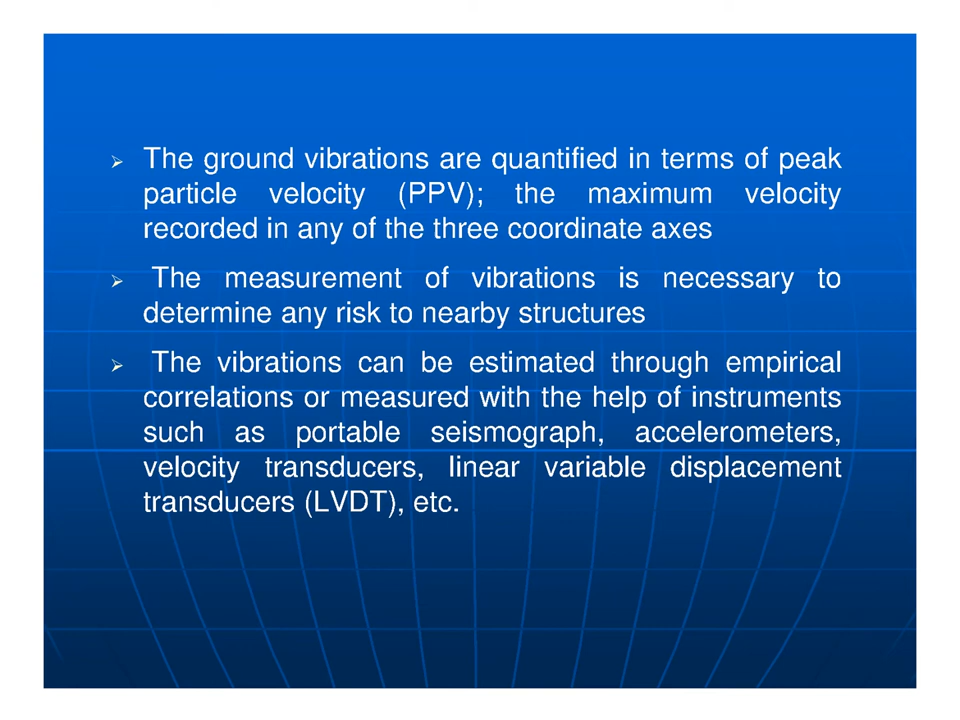 ➢ The ground vibrations are quantified in terms of peak
particle velocity (PPV); the maximum velocity
recorded in any of the three coordinate axes
➢ The measurement of vibrations is necessary to
determine any risk to nearby structures
➢ The vibrations can be estimated through empirical
correlations or measured with the help of instruments
such as portable seismograph, accelerometers,
velocity transducers, linear variable displacement
transducers (LVDT), etc.